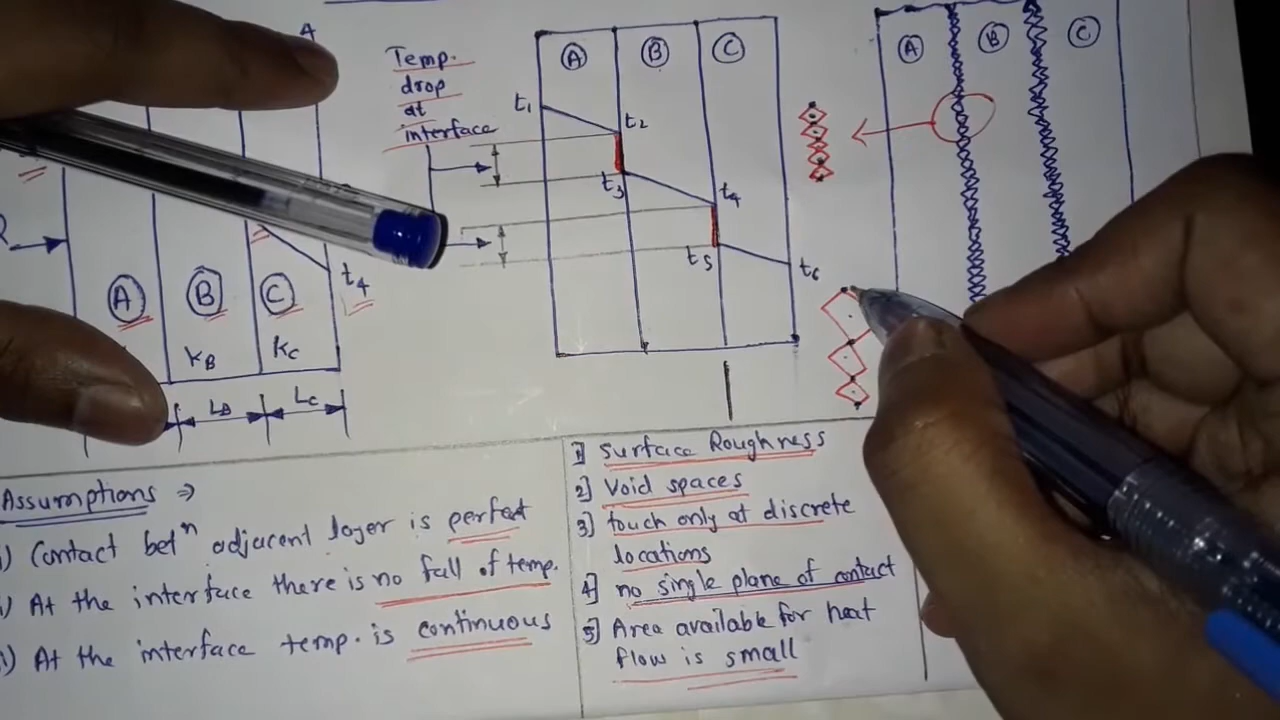 A
Temp.
drop
at
interface
t1
t2
t3
t4
t5
t6
A
B
C
A
B
C
A
B
C
t4
KB
KC
LB
LC
Assumptions ⇒
i) Contact betn adjacent layer is perfect
i) At the interface there is no fall of temp.
i) At the interface temp. is continuous
1] Surface Roughness
2] Void spaces
3] touch only at discrete
locations
4] no single plane of contact
5] Area available for heat
flow is small